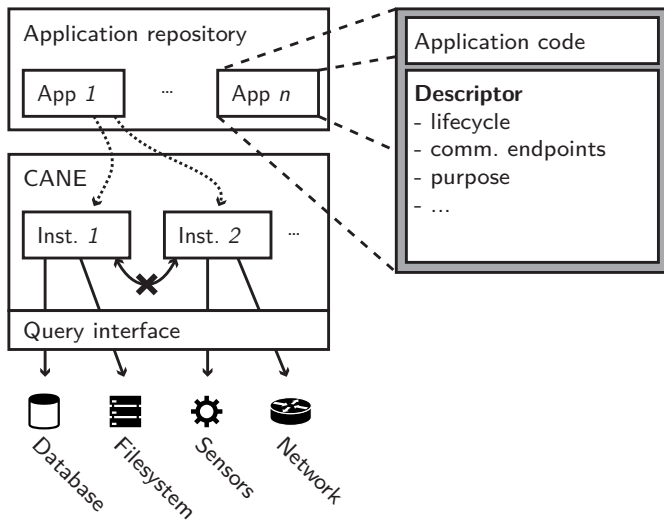 Application repository
App 1
...
App n
Application code
Descriptor
- lifecycle
- comm. endpoints
- purpose
- ...
CANE
Inst. 1
Inst. 2
...
Query interface
Database
Filesystem
Sensors
Network